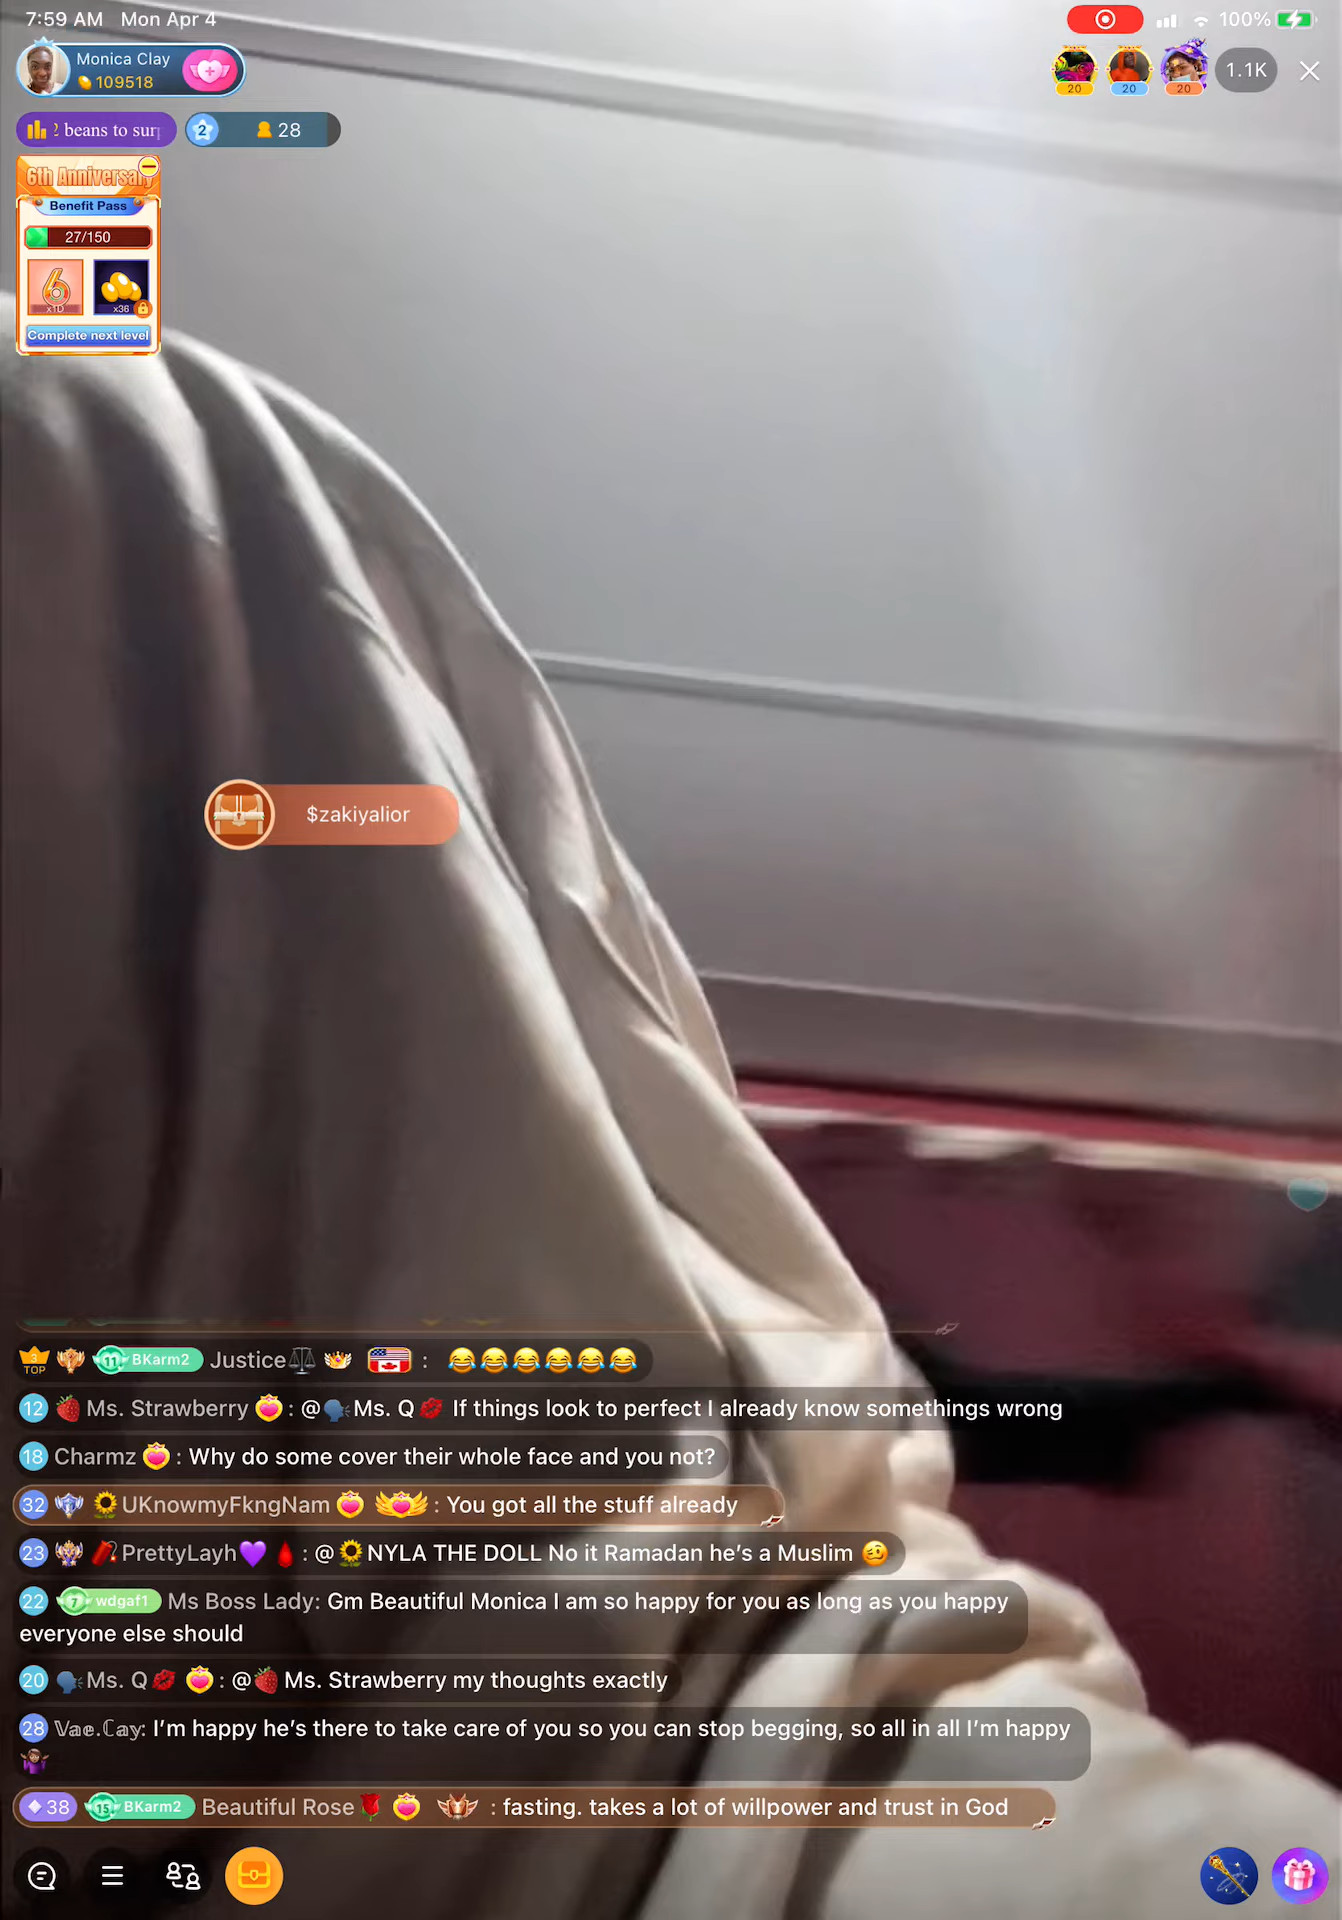 7:59 AM Mon Apr 4
100%
Monica Clay
109518
20
20
20
1.1K
2 beans to sur
2
28
6th Anniversary
Benefit Pass
27/150
6
x1D
x36
Complete next level
$zakiyalior
3 TOP 11 BKarm2 Justice⚖️ : 😂😂😂😂😂😂
12 🍓 Ms. Strawberry : @🗣️Ms. Q💋 If things look to perfect I already know somethings wrong
18 Charmz : Why do some cover their whole face and you not?
32 🌻UKnowmyFkngNam : You got all the stuff already
23 🧨PrettyLayh💜🩸: @🌻NYLA THE DOLL No it Ramadan he's a Muslim 🥴
22 7 wdgaf1 Ms Boss Lady: Gm Beautiful Monica I am so happy for you as long as you happy
everyone else should
20 🗣️Ms. Q💋 : @🍓 Ms. Strawberry my thoughts exactly
28 𝕍𝕒𝕖.ℂ𝕒𝕪: I'm happy he's there to take care of you so you can stop begging, so all in all I'm happy
🤷🏽‍♀️
38 15 BKarm2 Beautiful Rose🌹 : fasting. takes a lot of willpower and trust in God